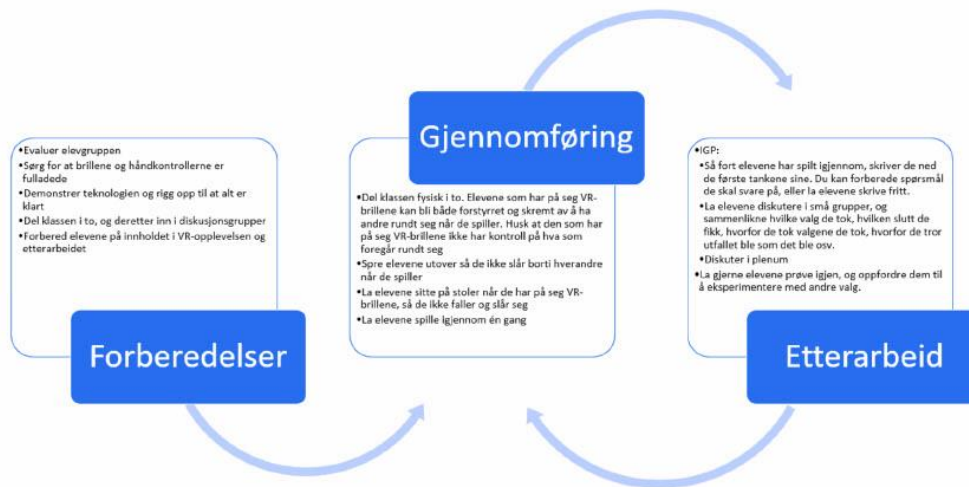 •Evaluer elevgruppen
•Sørg for at brillene og håndkontrollerne er
fulladede
•Demonstrer teknologien og rigg opp til at alt er
klart
•Del klassen i to, og deretter inn i diskusjonsgrupper
•Forbered elevene på innholdet i VR-opplevelsen og
etterarbeidet
Forberedelser
Gjennomføring
•Del klassen fysisk i to. Elevene som har på seg VR-
brillene kan bli både forstyrret og skremt av å ha
andre rundt seg når de spiller. Husk at den som har
på seg VR-brillene ikke har kontroll på hva som
foregår rundt seg
•Spre elevene utover så de ikke slår borti hverandre
når de spiller
•La elevene sitte på stoler når de har på seg VR-
brillene, så de ikke faller og slår seg
•La elevene spille igjennom én gang
•IGP:
•Så fort elevene har spilt igjennom, skriver de ned
de første tankene sine. Du kan forberede spørsmål
de skal svare på, eller la elevene skrive fritt.
•La elevene diskutere i små grupper, og
sammenlikne hvilke valg de tok, hvilken slutt de
fikk, hvorfor de tok valgene de tok, hvorfor de tror
utfallet ble som det ble osv.
•Diskuter i plenum
•La gjerne elevene prøve igjen, og oppfordre dem til
å eksperimentere med andre valg.
Etterarbeid